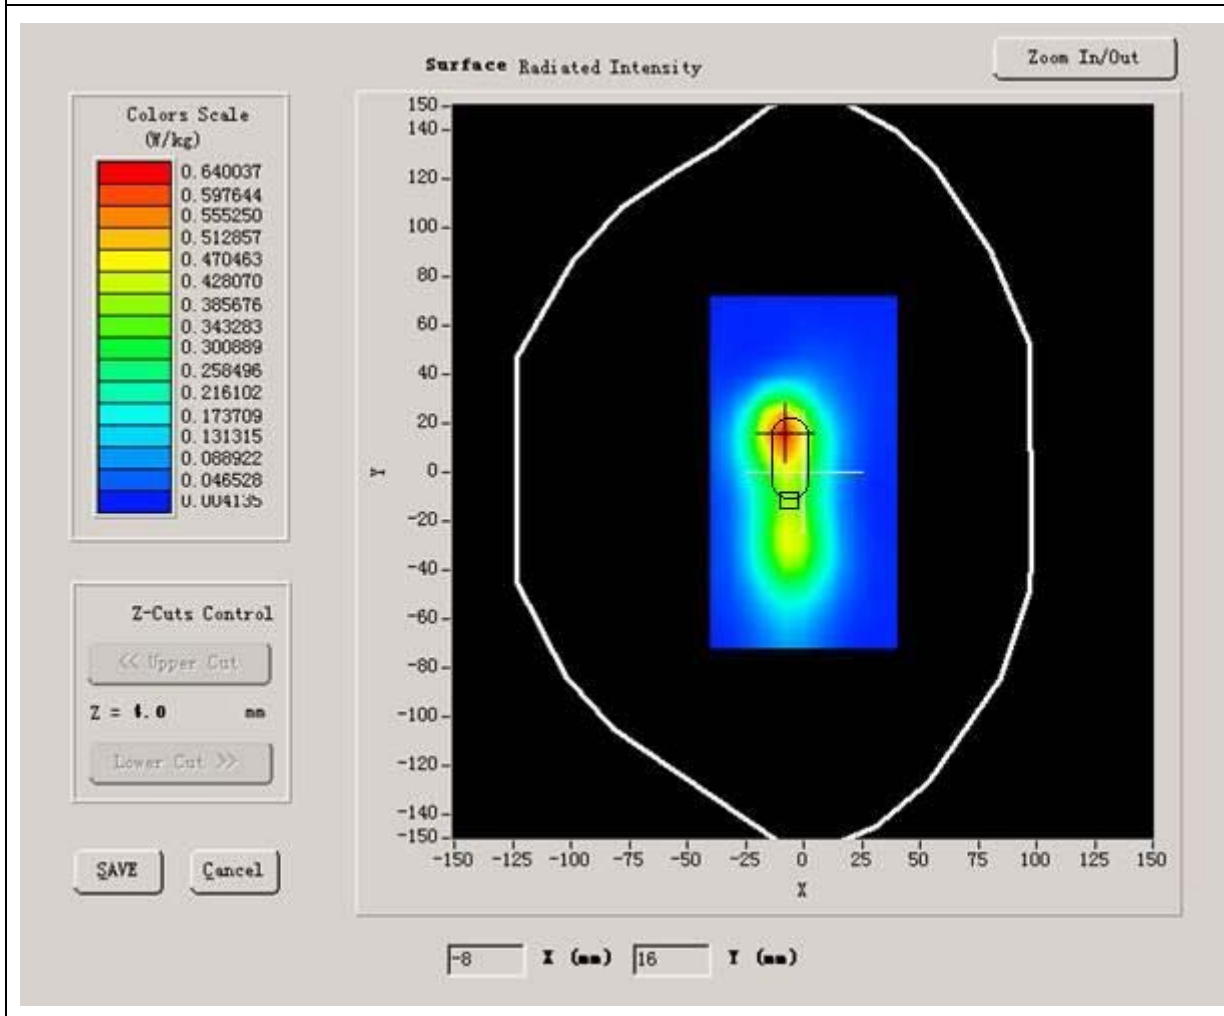 Surface Radiated Intensity
Zoom In/Out
Colors Scale
(W/kg)
0.640037
0.597644
0.555250
0.512857
0.470463
0.428070
0.385676
0.343283
0.300889
0.258496
0.216102
0.173709
0.131315
0.088922
0.046528
0.004135
Z-Cuts Control
<< Upper Cut
Z = 4.0 mm
Lower Cut >>
SAVE
Cancel
150
140
120
100
80
60
40
20
0
-20
-40
-60
-80
-100
-120
-140
-150
Y
-150 -125 -100 -75 -50 -25 0 25 50 75 100 125 150
X
-8 X (mm) 16 Y (mm)